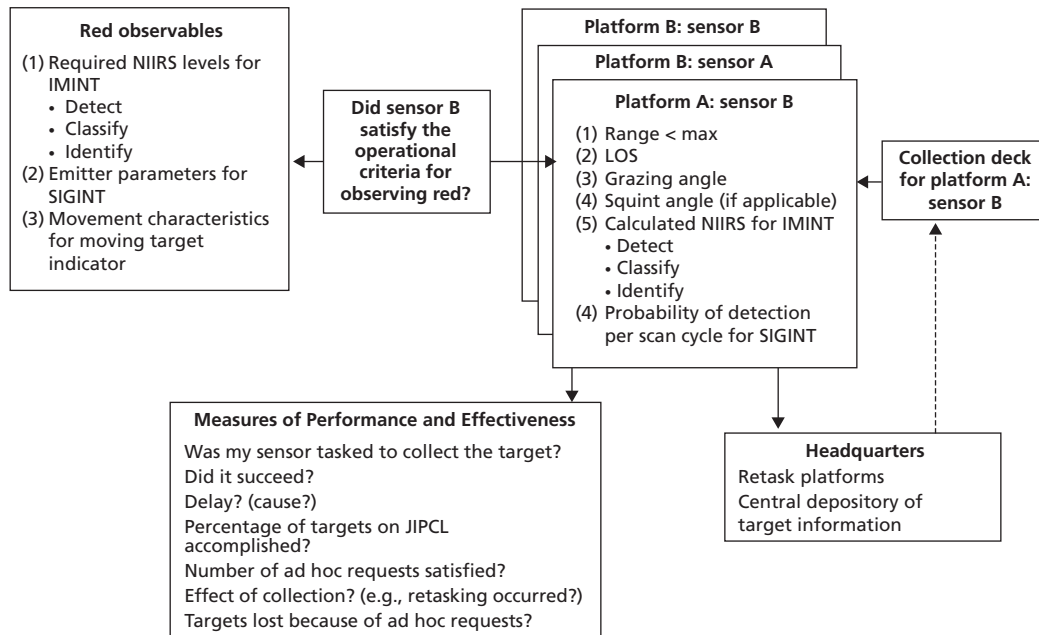 Red observables
(1) Required NIIRS levels for
IMINT
• Detect
• Classify
• Identify
(2) Emitter parameters for
SIGINT
(3) Movement characteristics
for moving target
indicator
Did sensor B
satisfy the
operational
criteria for
observing red?
Platform B: sensor B
Platform B: sensor A
Platform A: sensor B
(1) Range < max
(2) LOS
(3) Grazing angle
(4) Squint angle (if applicable)
(5) Calculated NIIRS for IMINT
• Detect
• Classify
• Identify
(4) Probability of detection
per scan cycle for SIGINT
Collection deck
for platform A:
sensor B
Measures of Performance and Effectiveness
Was my sensor tasked to collect the target?
Did it succeed?
Delay? (cause?)
Percentage of targets on JIPCL
accomplished?
Number of ad hoc requests satisfied?
Effect of collection? (e.g., retasking occurred?)
Targets lost because of ad hoc requests?
Headquarters
Retask platforms
Central depository of
target information